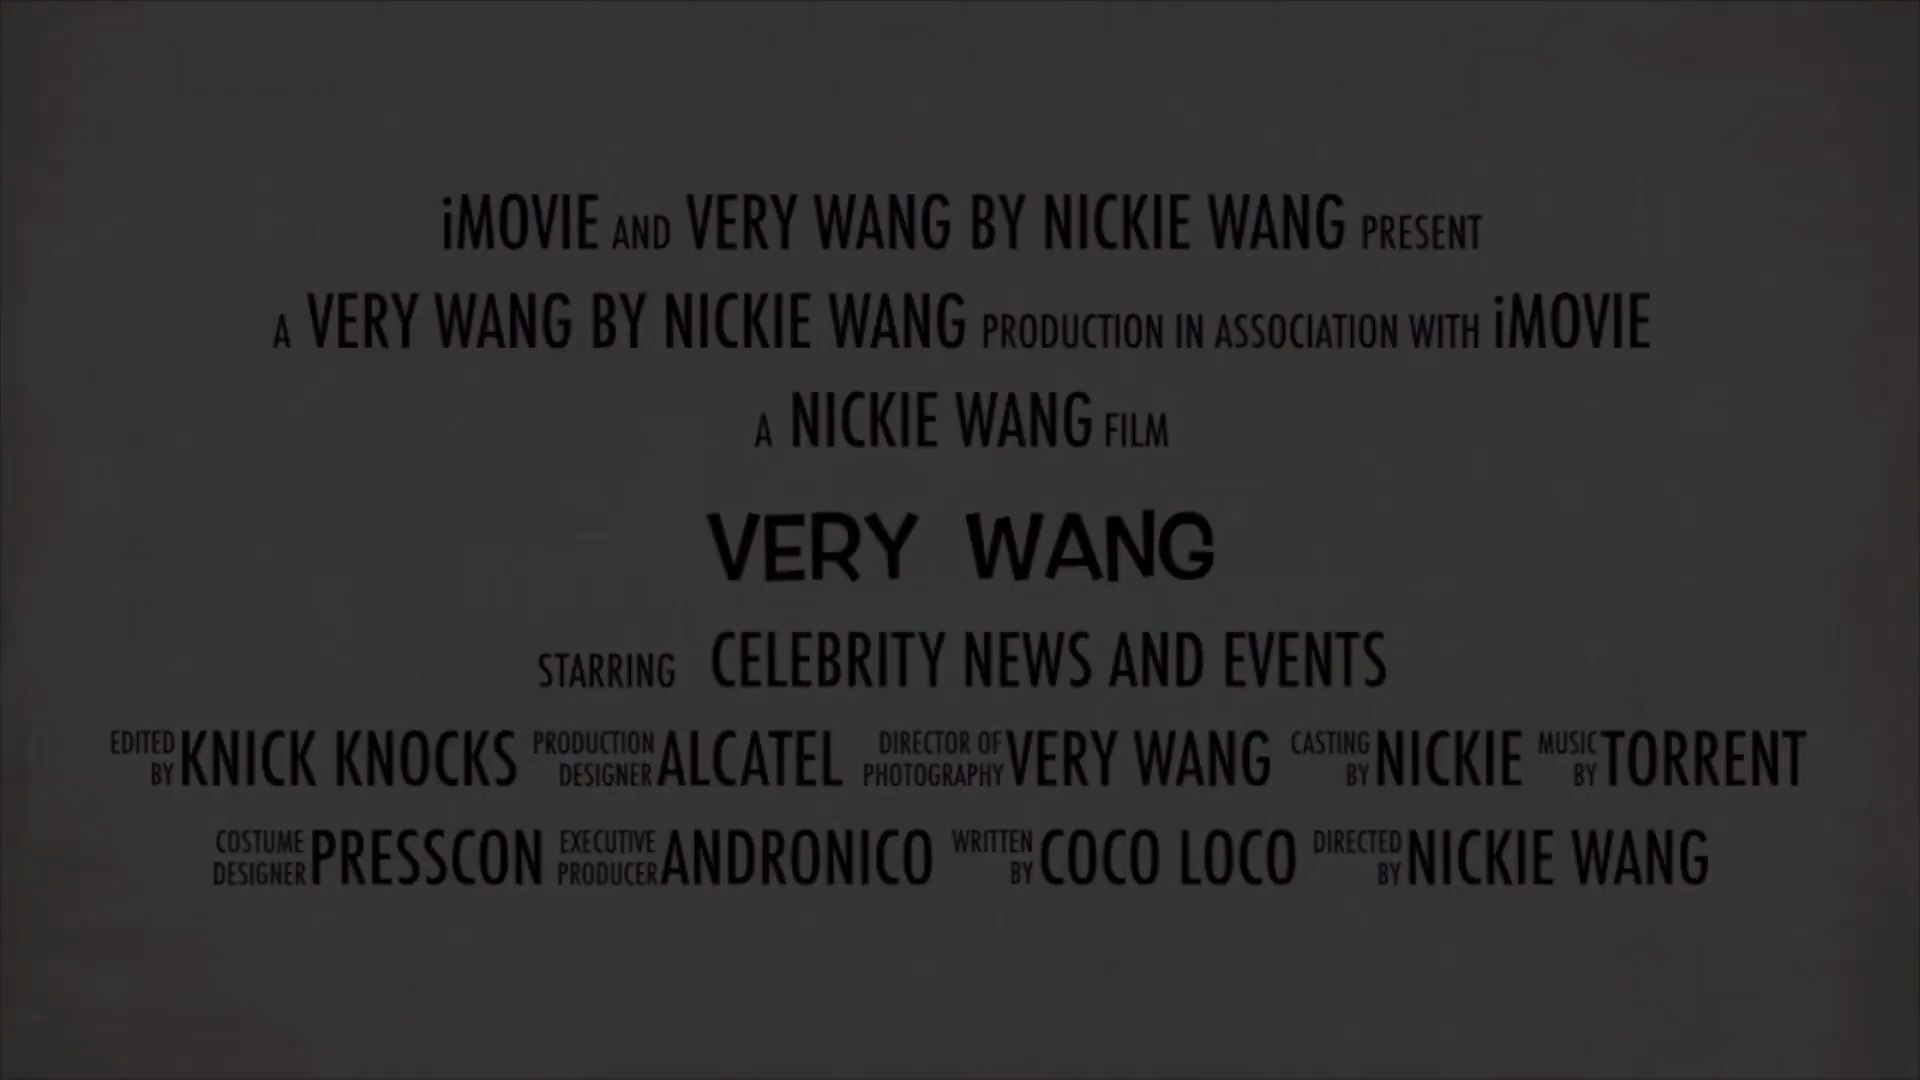 iMOVIE AND VERY WANG BY NICKIE WANG PRESENT
A VERY WANG BY NICKIE WANG PRODUCTION IN ASSOCIATION WITH iMOVIE
A NICKIE WANG FILM
VERY WANG
STARRING CELEBRITY NEWS AND EVENTS
EDITED BY KNICK KNOCKS PRODUCTION DESIGNER ALCATEL DIRECTOR OF PHOTOGRAPHY VERY WANG CASTING BY NICKIE MUSIC BY TORRENT
COSTUME DESIGNER PRESSCON EXECUTIVE PRODUCER ANDRONICO WRITTEN BY COCO LOCO DIRECTED BY NICKIE WANG